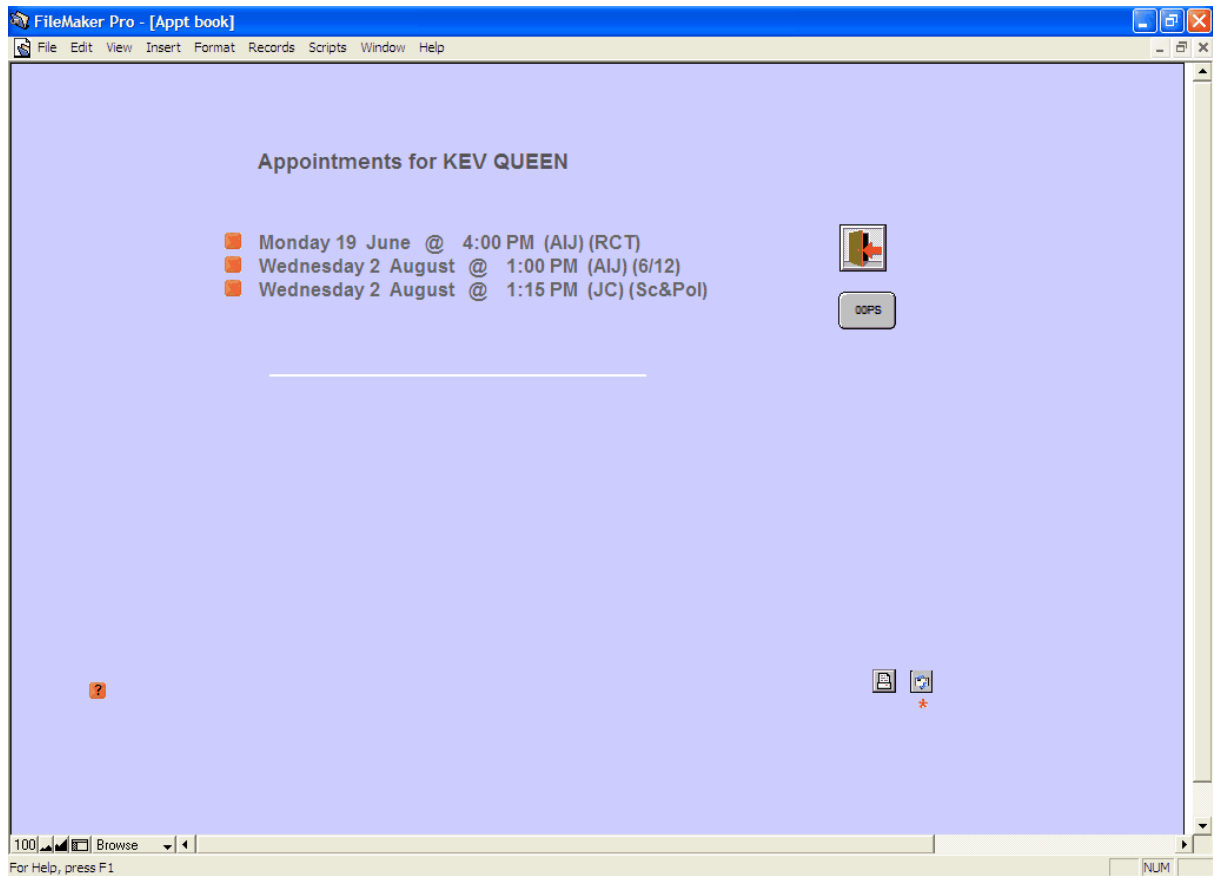 FileMaker Pro - [Appt book]
File Edit View Insert Format Records Scripts Window Help
Appointments for KEV QUEEN
Monday 19 June @ 4:00 PM (AIJ) (RCT)
Wednesday 2 August @ 1:00 PM (AIJ) (6/12)
Wednesday 2 August @ 1:15 PM (JC) (Sc&Pol)
OOPS
?
*
100 Browse
For Help, press F1 NUM